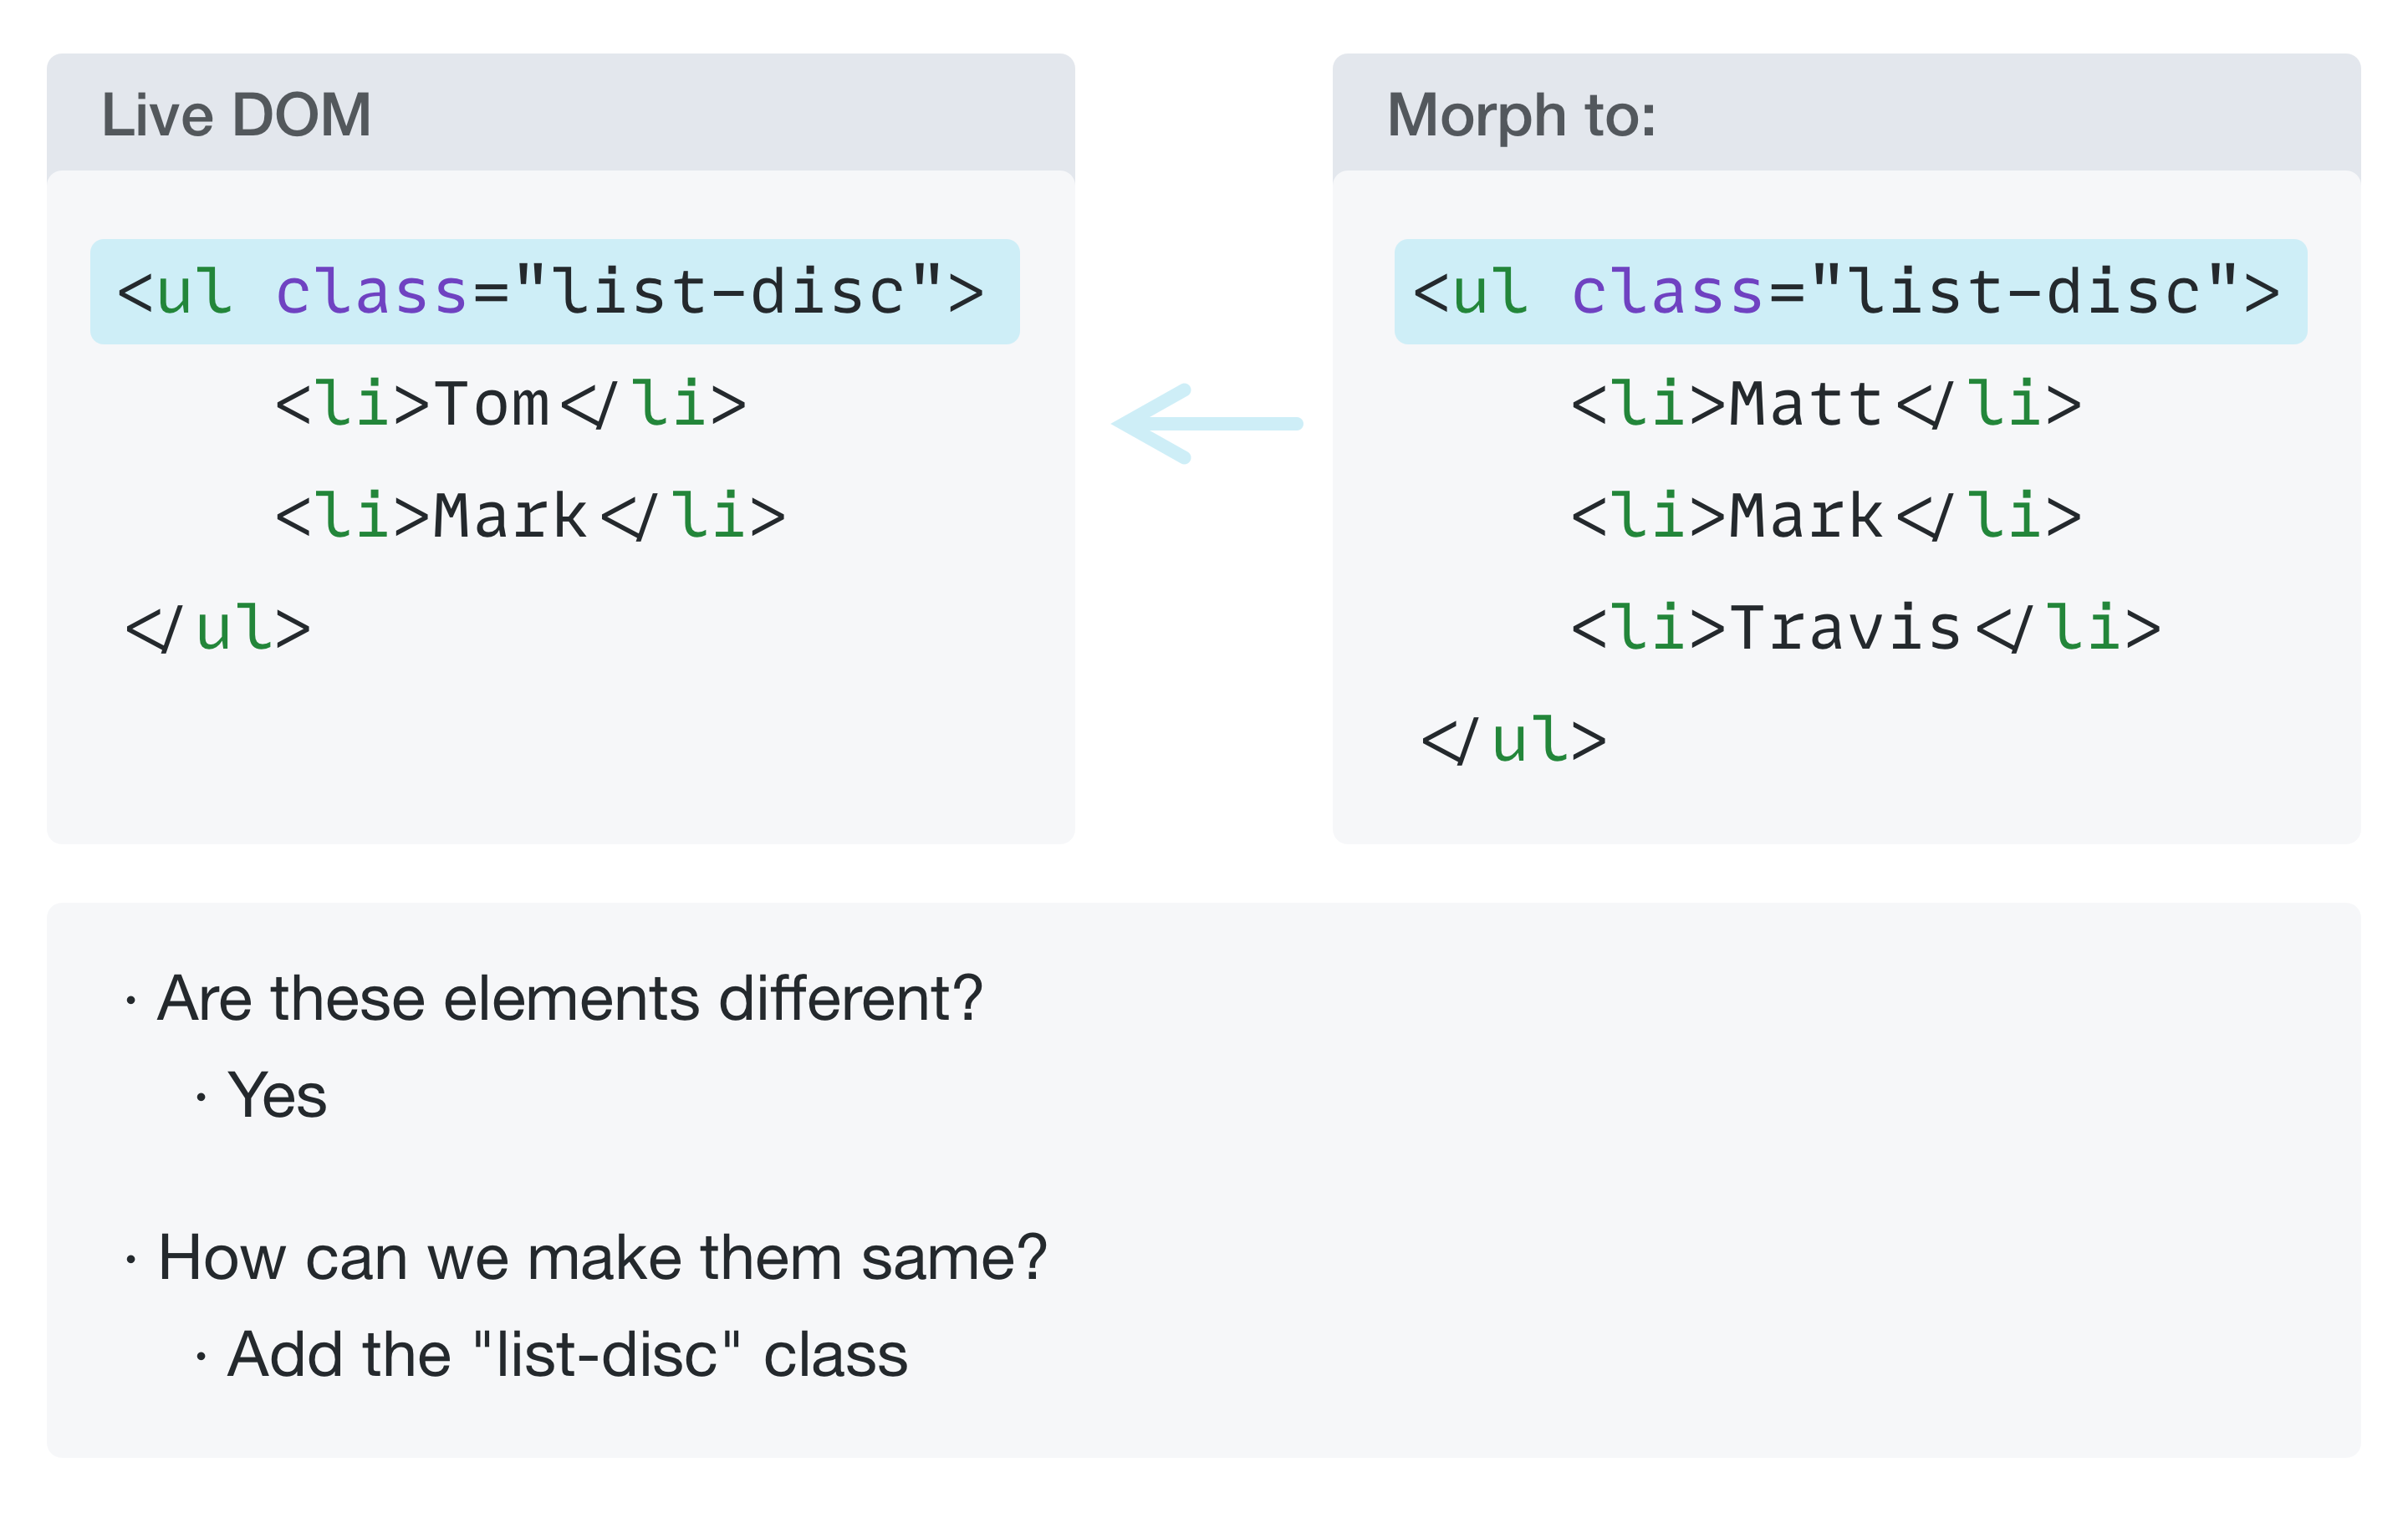 Live DOM
<ul class="list-disc">
<li>Tom</li>
<li>Mark</li>
</ul>
Morph to:
<ul class="list-disc">
<li>Matt</li>
<li>Mark</li>
<li>Travis</li>
</ul>
· Are these elements different?
· Yes
· How can we make them same?
· Add the "list-disc" class